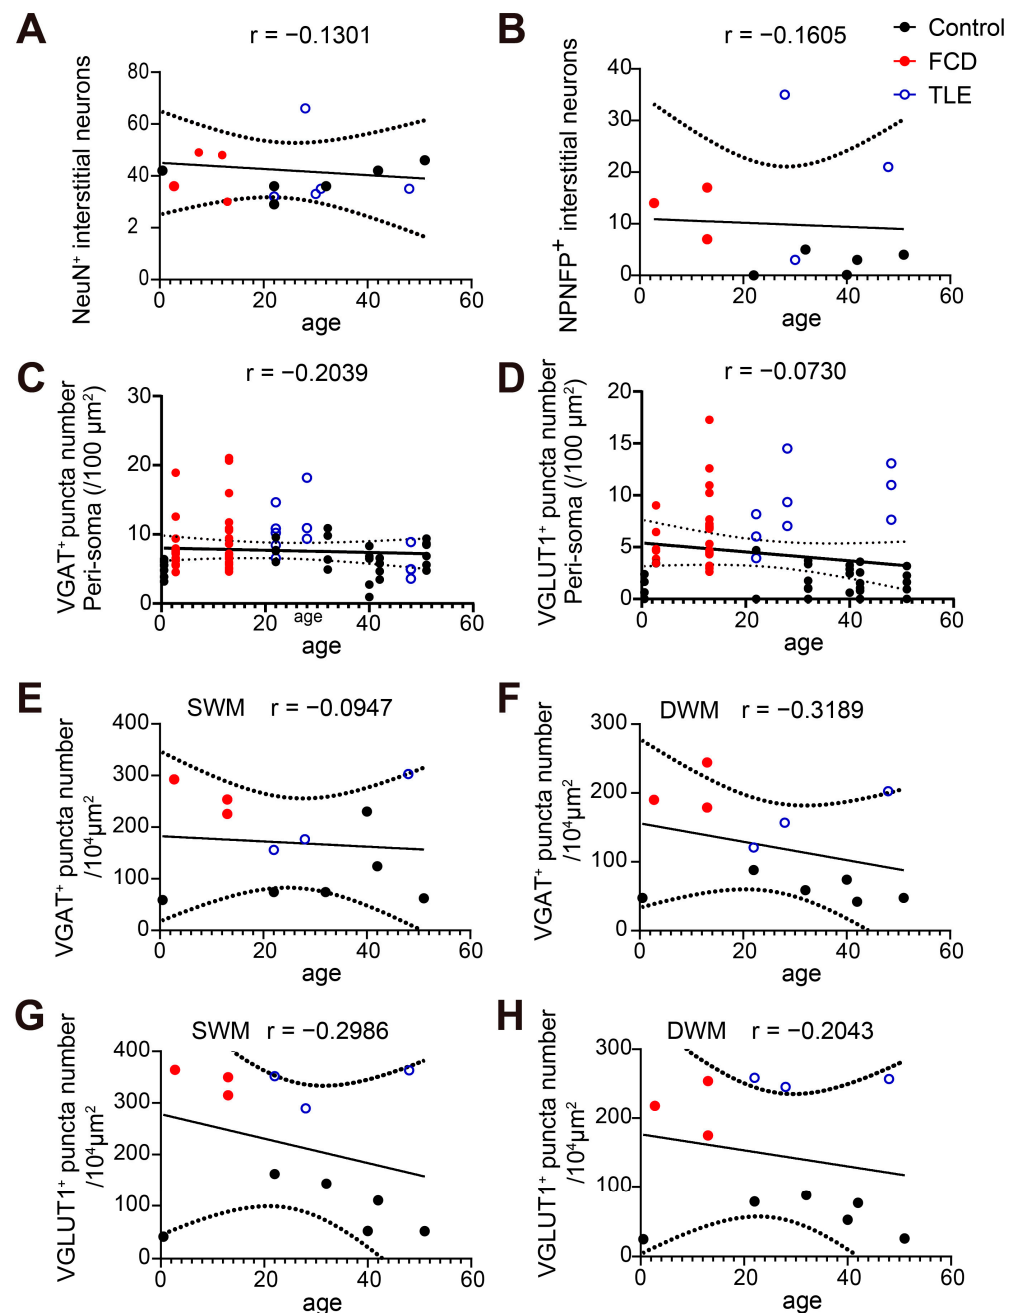 A
r = −0.1301
NeuN⁺ interstitial neurons
80
60
40
2
0
0 20 40 60
age
B
r = −0.1605
Control
FCD
TLE
NPNFP⁺ interstitial neurons
40
30
20
10
0
0 20 40 60
age
C
r = −0.2039
VGAT⁺ puncta number
Peri-soma (/100 µm²)
30
20
10
0
0 20 40 60
age
age
D
r = −0.0730
VGLUT1⁺ puncta number
Peri-soma (/100 µm²)
20
15
10
5
0
0 20 40 60
age
E
SWM r = −0.0947
VGAT⁺ puncta number
/10⁴µm²
400
300
200
100
0
0 20 40 60
age
F
DWM r = −0.3189
VGAT⁺ puncta number
/10⁴µm²
300
200
100
0
0 20 40 60
age
G
SWM r = −0.2986
VGLUT1⁺ puncta number
/10⁴µm²
400
300
200
100
0
0 20 40 60
age
H
DWM r = −0.2043
VGLUT1⁺ puncta number
/10⁴µm²
300
200
100
0
0 20 40 60
age